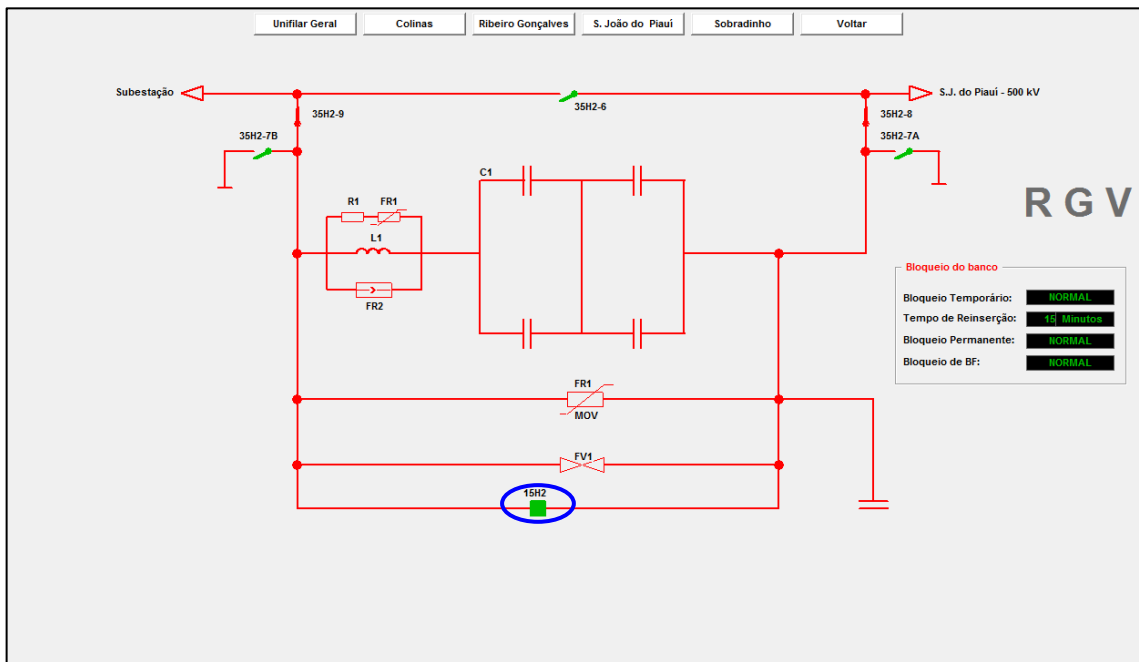 Unifilar Geral
Colinas
Ribeiro Gonçalves
S. João do Piauí
Sobradinho
Voltar
Subestação
35H2-6
S.J. do Piauí - 500 kV
35H2-9
35H2-8
35H2-7B
35H2-7A
C1
R1 FR1
L1
FR2
RGV
Bloqueio do banco
Bloqueio Temporário: NORMAL
Tempo de Reinserção: 15 Minutos
Bloqueio Permanente: NORMAL
Bloqueio de BF: NORMAL
FR1
MOV
FV1
15H2